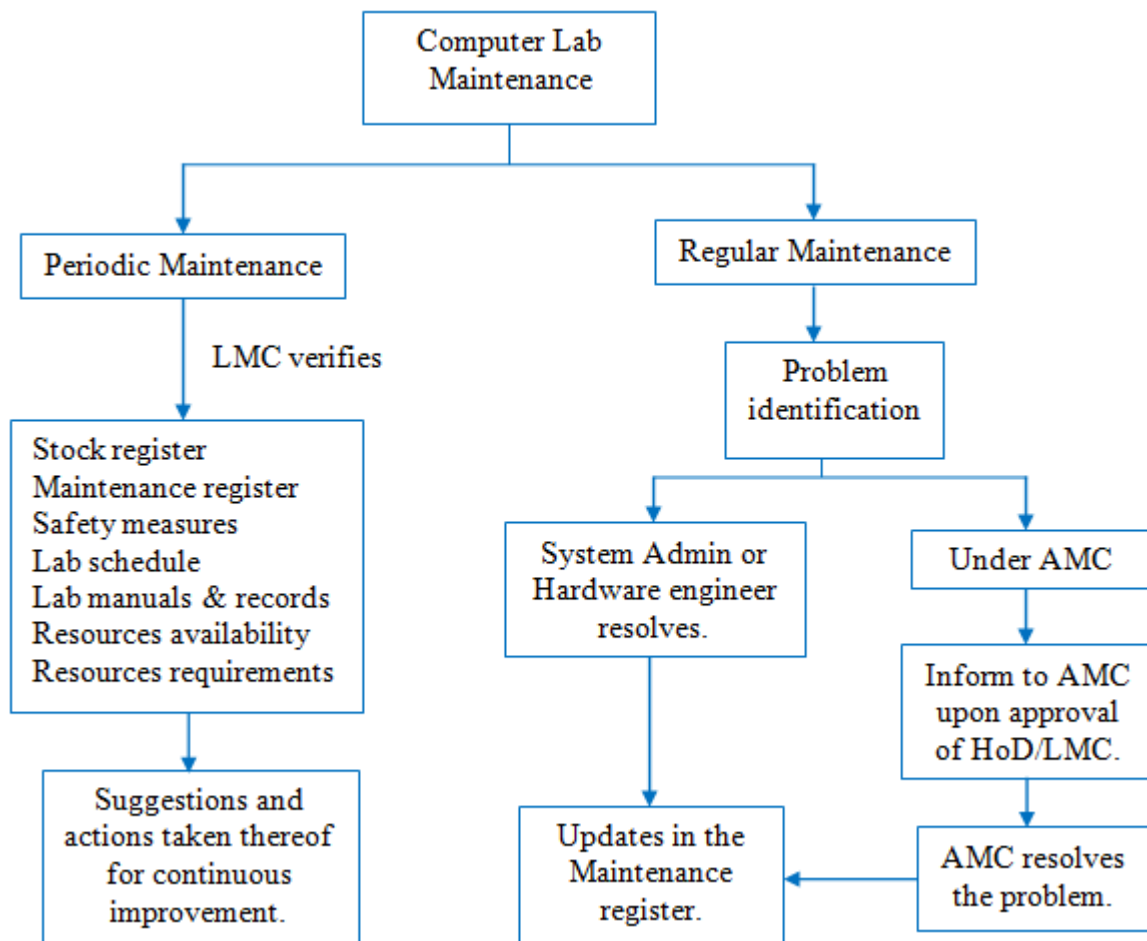 Computer Lab
Maintenance
Periodic Maintenance
LMC verifies
Stock register
Maintenance register
Safety measures
Lab schedule
Lab manuals & records
Resources availability
Resources requirements
Suggestions and
actions taken thereof
for continuous
improvement.
Regular Maintenance
Problem
identification
System Admin or
Hardware engineer
resolves.
Under AMC
Inform to AMC
upon approval
of HoD/LMC.
AMC resolves
the problem.
Updates in the
Maintenance
register.